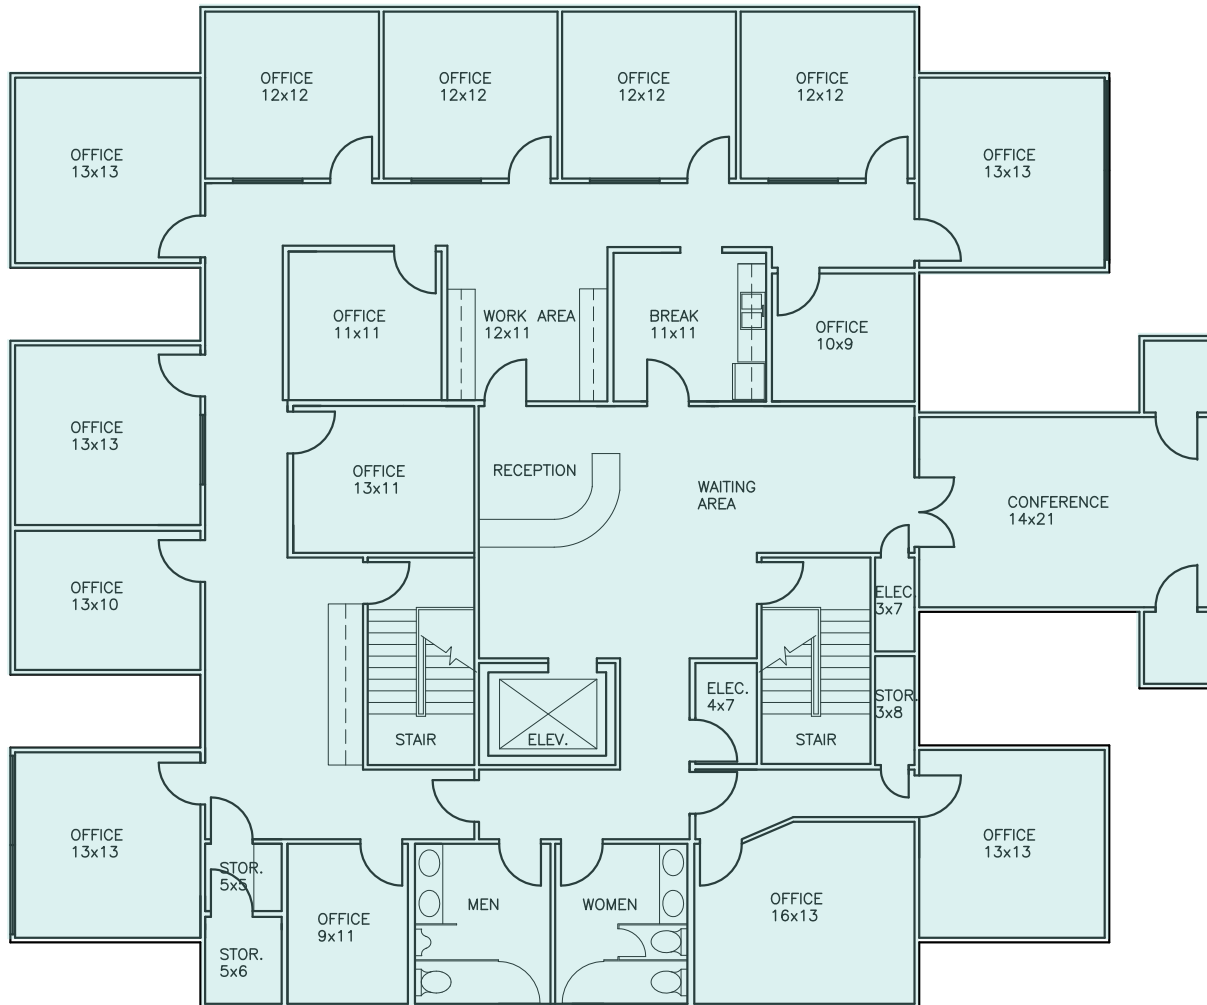 OFFICE
12x12
OFFICE
12x12
OFFICE
12x12
OFFICE
12x12
OFFICE
13x13
OFFICE
13x13
OFFICE
11x11
WORK AREA
12x11
BREAK
11x11
OFFICE
10x9
OFFICE
13x13
OFFICE
13x11
RECEPTION
WAITING
AREA
CONFERENCE
14x21
OFFICE
13x10
ELEC.
3x7
ELEC.
4x7
STOR.
3x8
STAIR
ELEV.
STAIR
OFFICE
13x13
OFFICE
13x13
STOR.
5x5
OFFICE
9x11
MEN
WOMEN
OFFICE
16x13
STOR.
5x6